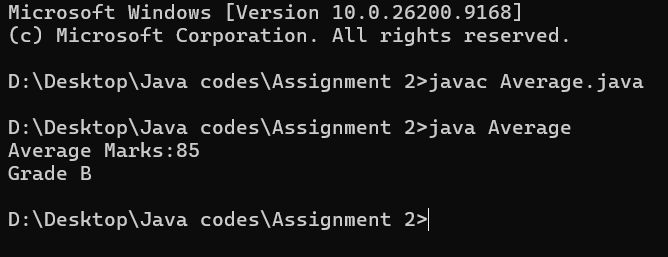 Microsoft Windows [Version 10.0.26200.9168]
(c) Microsoft Corporation. All rights reserved.
D:\Desktop\Java codes\Assignment 2>javac Average.java
D:\Desktop\Java codes\Assignment 2>java Average
Average Marks:85
Grade B
D:\Desktop\Java codes\Assignment 2>